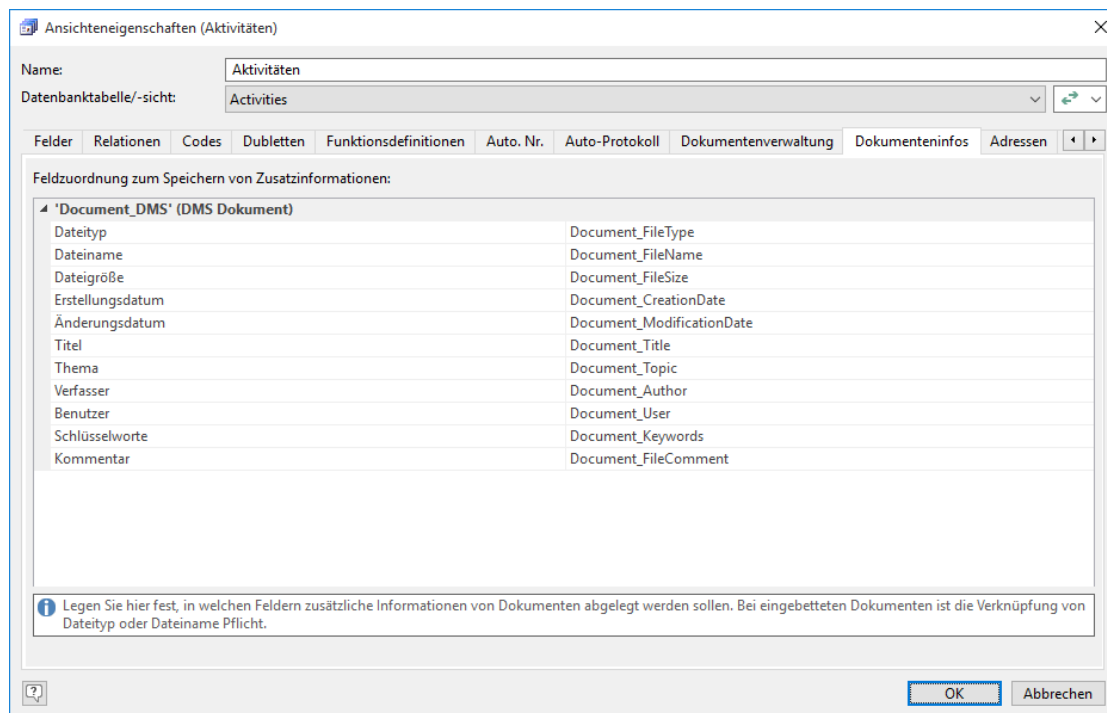 Ansichteneigenschaften (Aktivitäten)
Name: Aktivitäten
Datenbanktabelle/-sicht: Activities
Felder Relationen Codes Dubletten Funktionsdefinitionen Auto. Nr. Auto-Protokoll Dokumentenverwaltung Dokumenteninfos Adressen
Feldzuordnung zum Speichern von Zusatzinformationen:
'Document_DMS' (DMS Dokument)
Dateityp Document_FileType
Dateiname Document_FileName
Dateigröße Document_FileSize
Erstellungsdatum Document_CreationDate
Änderungsdatum Document_ModificationDate
Titel Document_Title
Thema Document_Topic
Verfasser Document_Author
Benutzer Document_User
Schlüsselworte Document_Keywords
Kommentar Document_FileComment
Legen Sie hier fest, in welchen Feldern zusätzliche Informationen von Dokumenten abgelegt werden sollen. Bei eingebetteten Dokumenten ist die Verknüpfung von
Dateityp oder Dateiname Pflicht.
OK Abbrechen